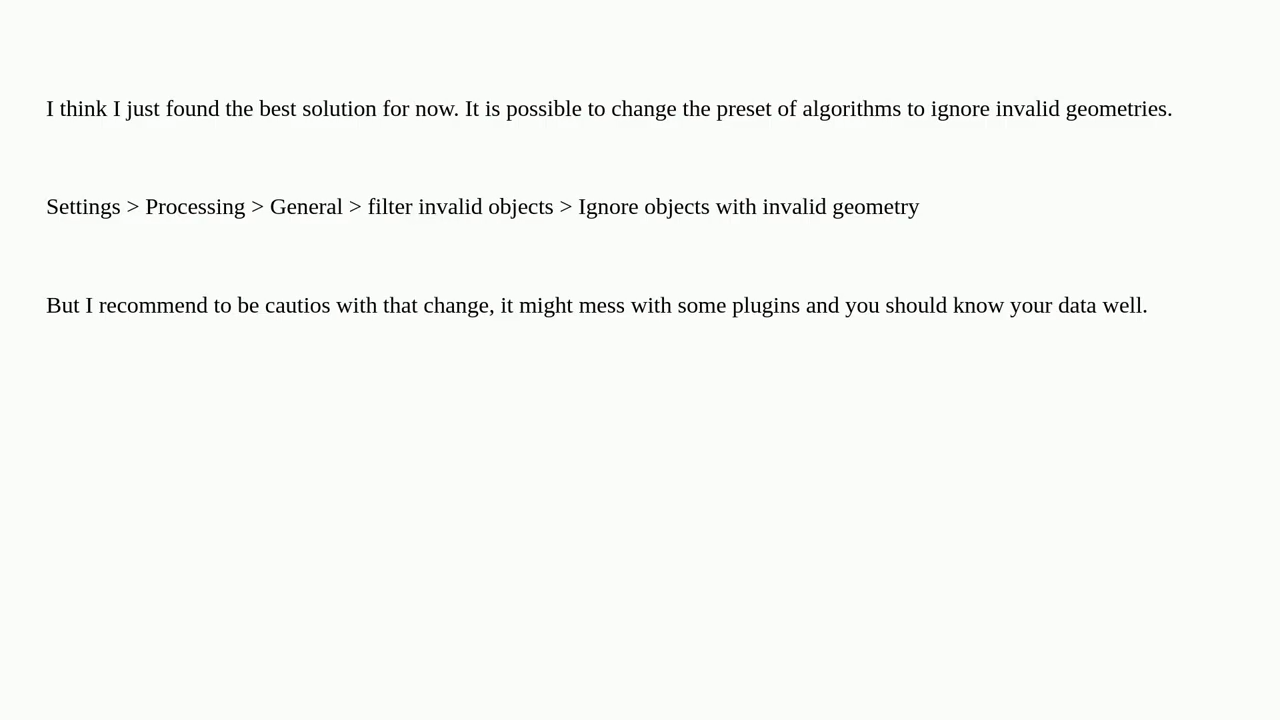 I think I just found the best solution for now. It is possible to change the preset of algorithms to ignore invalid geometries.
Settings > Processing > General > filter invalid objects > Ignore objects with invalid geometry
But I recommend to be cautios with that change, it might mess with some plugins and you should know your data well.